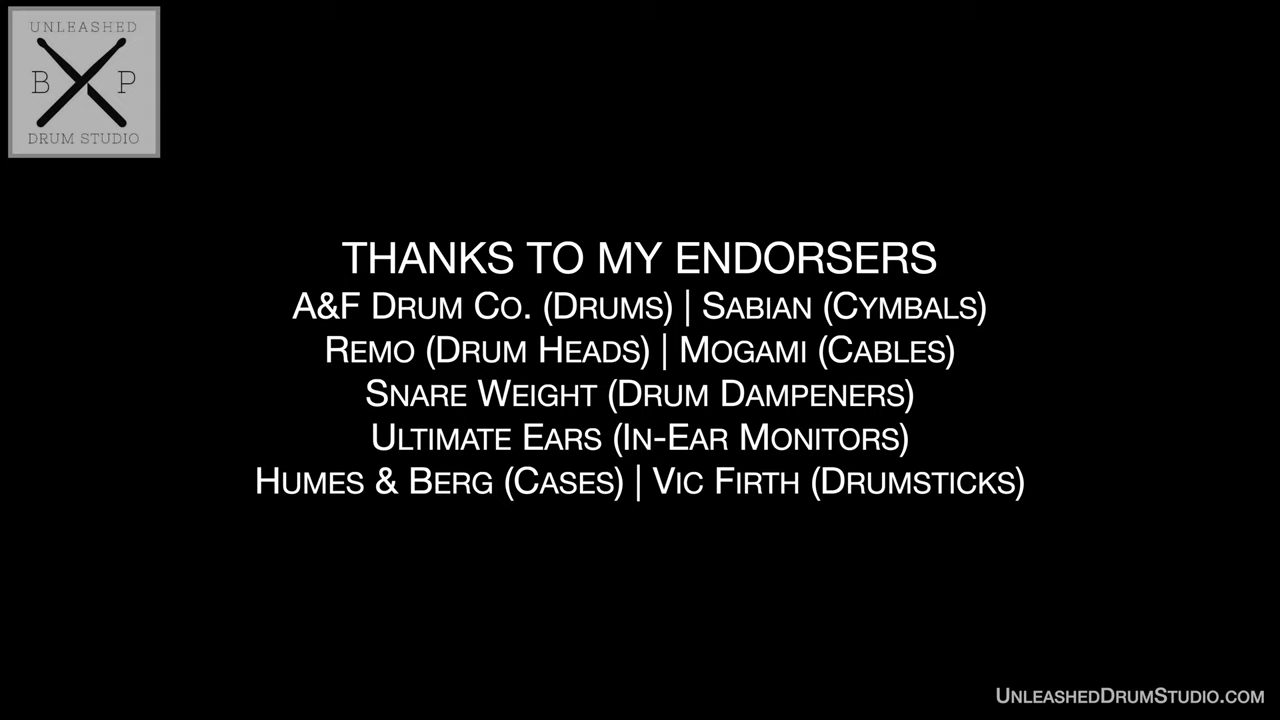 UNLEASHED
B P
DRUM STUDIO
THANKS TO MY ENDORSERS
A&F DRUM CO. (DRUMS) | SABIAN (CYMBALS)
REMO (DRUM HEADS) | MOGAMI (CABLES)
SNARE WEIGHT (DRUM DAMPENERS)
ULTIMATE EARS (IN-EAR MONITORS)
HUMES & BERG (CASES) | VIC FIRTH (DRUMSTICKS)
UNLEASHEDDRUMSTUDIO.COM